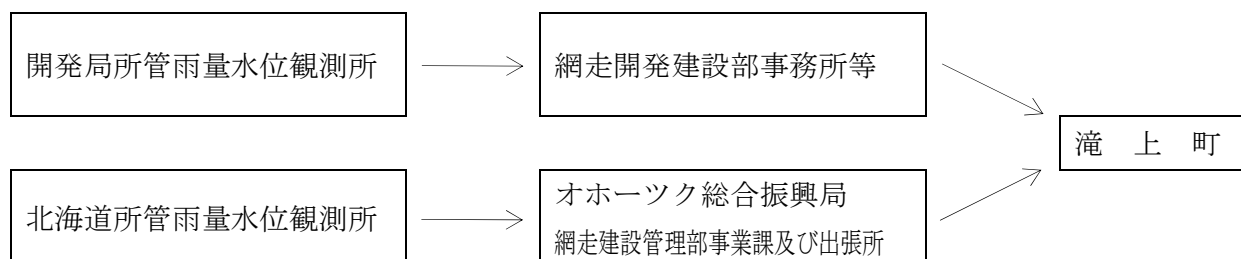 開発局所管雨量水位観測所
網走開発建設部事務所等
滝　上　町
北海道所管雨量水位観測所
オホーツク総合振興局
網走建設管理部事業課及び出張所